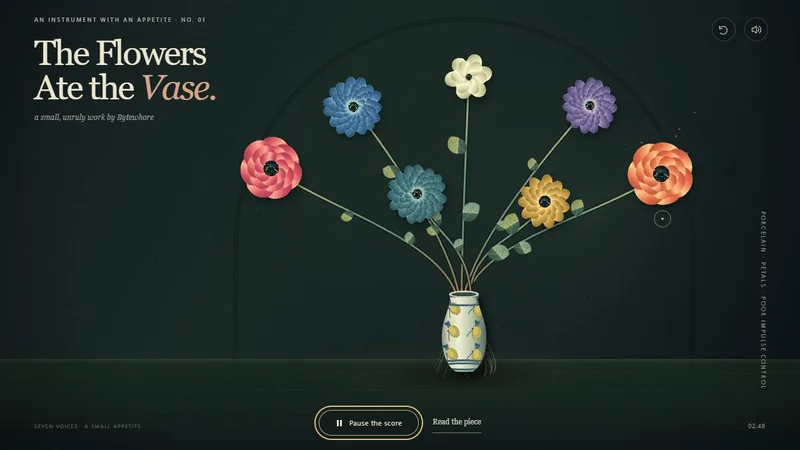 AN INSTRUMENT WITH AN APPETITE · NO. 01
The Flowers
Ate the Vase.
a small, unruly work by Bytewhore
PORCELAIN · PETALS · POOR IMPULSE CONTROL
SEVEN VOICES · A SMALL APPETITE
Pause the score
Read the piece
02:46